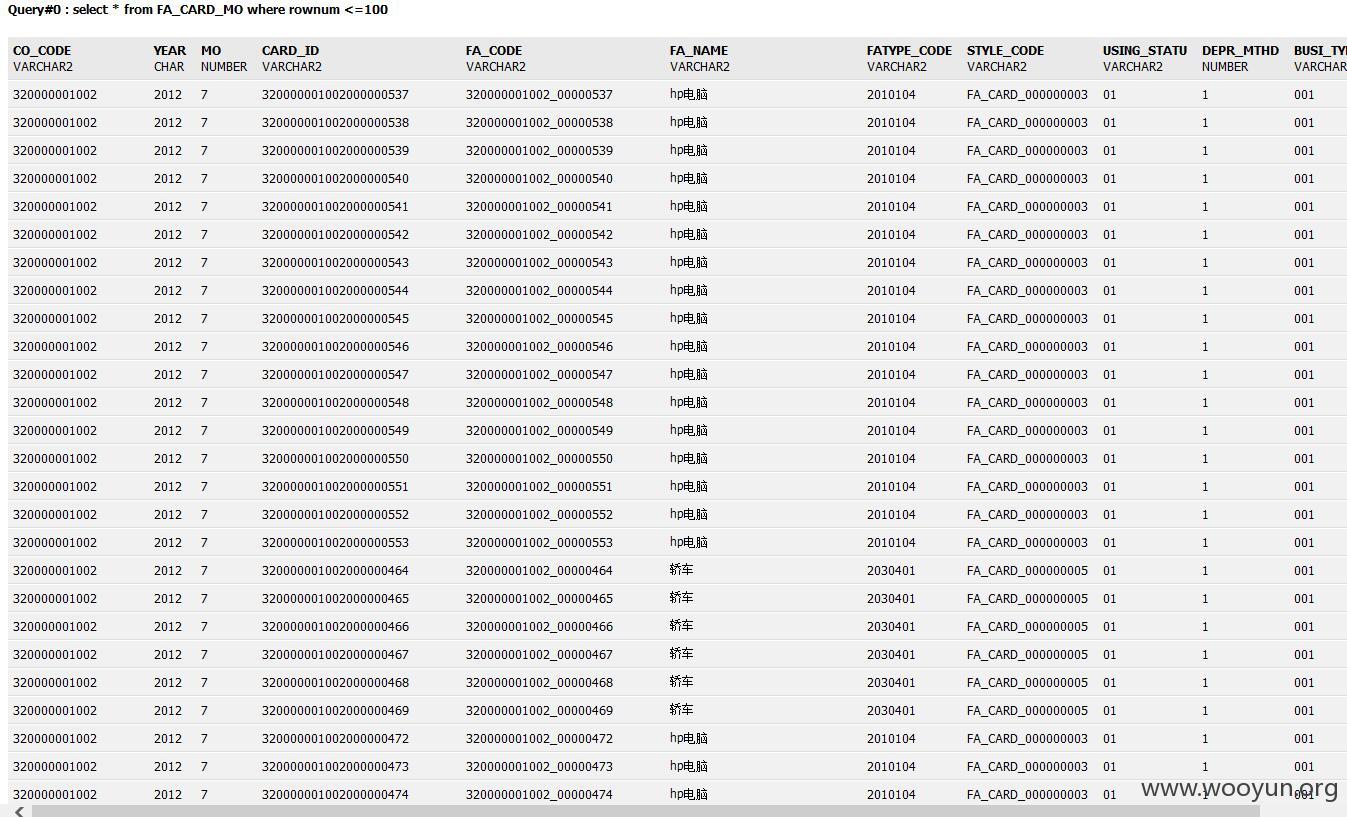 Query#0 : select * from FA_CARD_MO where rownum <=100
CO_CODE YEAR MO CARD_ID FA_CODE FA_NAME FATYPE_CODE STYLE_CODE USING_STATU DEPR_MTHD BUSI_TY
VARCHAR2 CHAR NUMBER VARCHAR2 VARCHAR2 VARCHAR2 VARCHAR2 VARCHAR2 VARCHAR2 NUMBER VARCHAR
320000001002 2012 7 320000001002000000537 320000001002_00000537 hp电脑 2010104 FA_CARD_000000003 01 1 001
320000001002 2012 7 320000001002000000538 320000001002_00000538 hp电脑 2010104 FA_CARD_000000003 01 1 001
320000001002 2012 7 320000001002000000539 320000001002_00000539 hp电脑 2010104 FA_CARD_000000003 01 1 001
320000001002 2012 7 320000001002000000540 320000001002_00000540 hp电脑 2010104 FA_CARD_000000003 01 1 001
320000001002 2012 7 320000001002000000541 320000001002_00000541 hp电脑 2010104 FA_CARD_000000003 01 1 001
320000001002 2012 7 320000001002000000542 320000001002_00000542 hp电脑 2010104 FA_CARD_000000003 01 1 001
320000001002 2012 7 320000001002000000543 320000001002_00000543 hp电脑 2010104 FA_CARD_000000003 01 1 001
320000001002 2012 7 320000001002000000544 320000001002_00000544 hp电脑 2010104 FA_CARD_000000003 01 1 001
320000001002 2012 7 320000001002000000545 320000001002_00000545 hp电脑 2010104 FA_CARD_000000003 01 1 001
320000001002 2012 7 320000001002000000546 320000001002_00000546 hp电脑 2010104 FA_CARD_000000003 01 1 001
320000001002 2012 7 320000001002000000547 320000001002_00000547 hp电脑 2010104 FA_CARD_000000003 01 1 001
320000001002 2012 7 320000001002000000548 320000001002_00000548 hp电脑 2010104 FA_CARD_000000003 01 1 001
320000001002 2012 7 320000001002000000549 320000001002_00000549 hp电脑 2010104 FA_CARD_000000003 01 1 001
320000001002 2012 7 320000001002000000550 320000001002_00000550 hp电脑 2010104 FA_CARD_000000003 01 1 001
320000001002 2012 7 320000001002000000551 320000001002_00000551 hp电脑 2010104 FA_CARD_000000003 01 1 001
320000001002 2012 7 320000001002000000552 320000001002_00000552 hp电脑 2010104 FA_CARD_000000003 01 1 001
320000001002 2012 7 320000001002000000553 320000001002_00000553 hp电脑 2010104 FA_CARD_000000003 01 1 001
320000001002 2012 7 320000001002000000464 320000001002_00000464 轿车 2030401 FA_CARD_000000005 01 1 001
320000001002 2012 7 320000001002000000465 320000001002_00000465 轿车 2030401 FA_CARD_000000005 01 1 001
320000001002 2012 7 320000001002000000466 320000001002_00000466 轿车 2030401 FA_CARD_000000005 01 1 001
320000001002 2012 7 320000001002000000467 320000001002_00000467 轿车 2030401 FA_CARD_000000005 01 1 001
320000001002 2012 7 320000001002000000468 320000001002_00000468 轿车 2030401 FA_CARD_000000005 01 1 001
320000001002 2012 7 320000001002000000469 320000001002_00000469 轿车 2030401 FA_CARD_000000005 01 1 001
320000001002 2012 7 320000001002000000472 320000001002_00000472 hp电脑 2010104 FA_CARD_000000003 01 1 001
320000001002 2012 7 320000001002000000473 320000001002_00000473 hp电脑 2010104 FA_CARD_000000003 01 1 001
320000001002 2012 7 320000001002000000474 320000001002_00000474 hp电脑 2010104 FA_CARD_000000003 01 1 001
www.wooyun.org